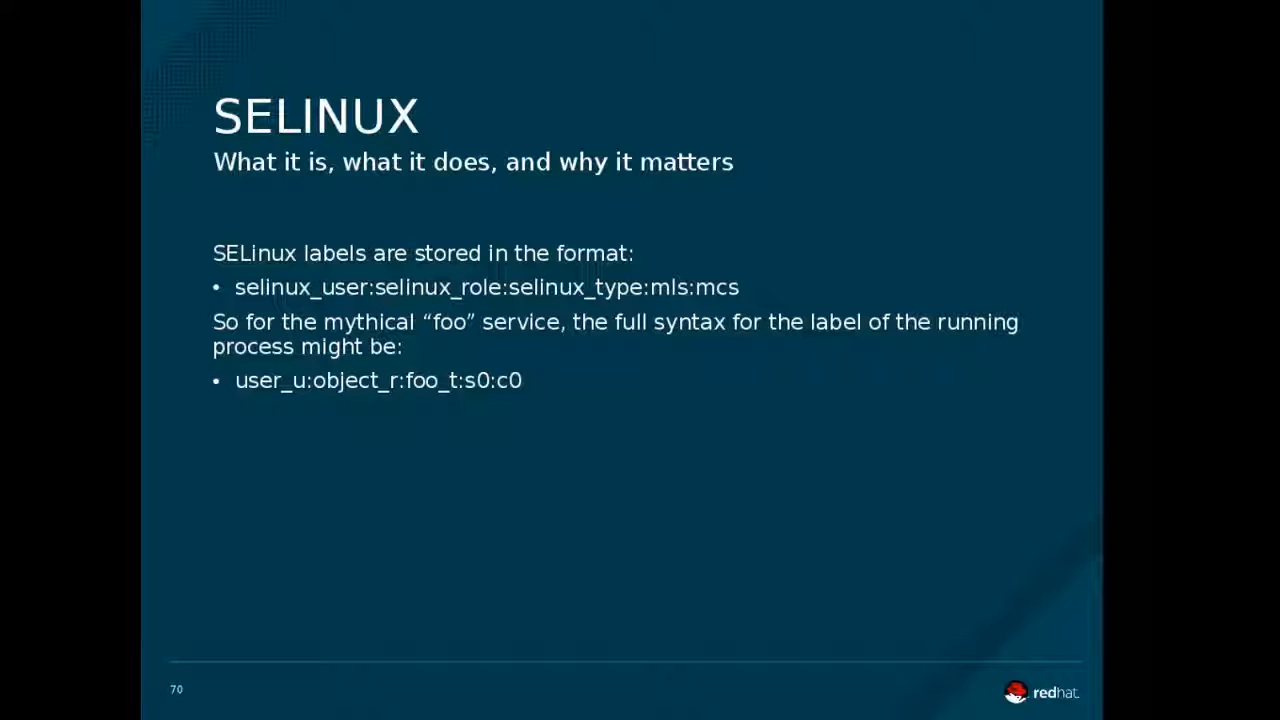 SELINUX
What it is, what it does, and why it matters
SELinux labels are stored in the format:
• selinux_user:selinux_role:selinux_type:mls:mcs
So for the mythical “foo” service, the full syntax for the label of the running
process might be:
• user_u:object_r:foo_t:s0:c0
70
redhat.